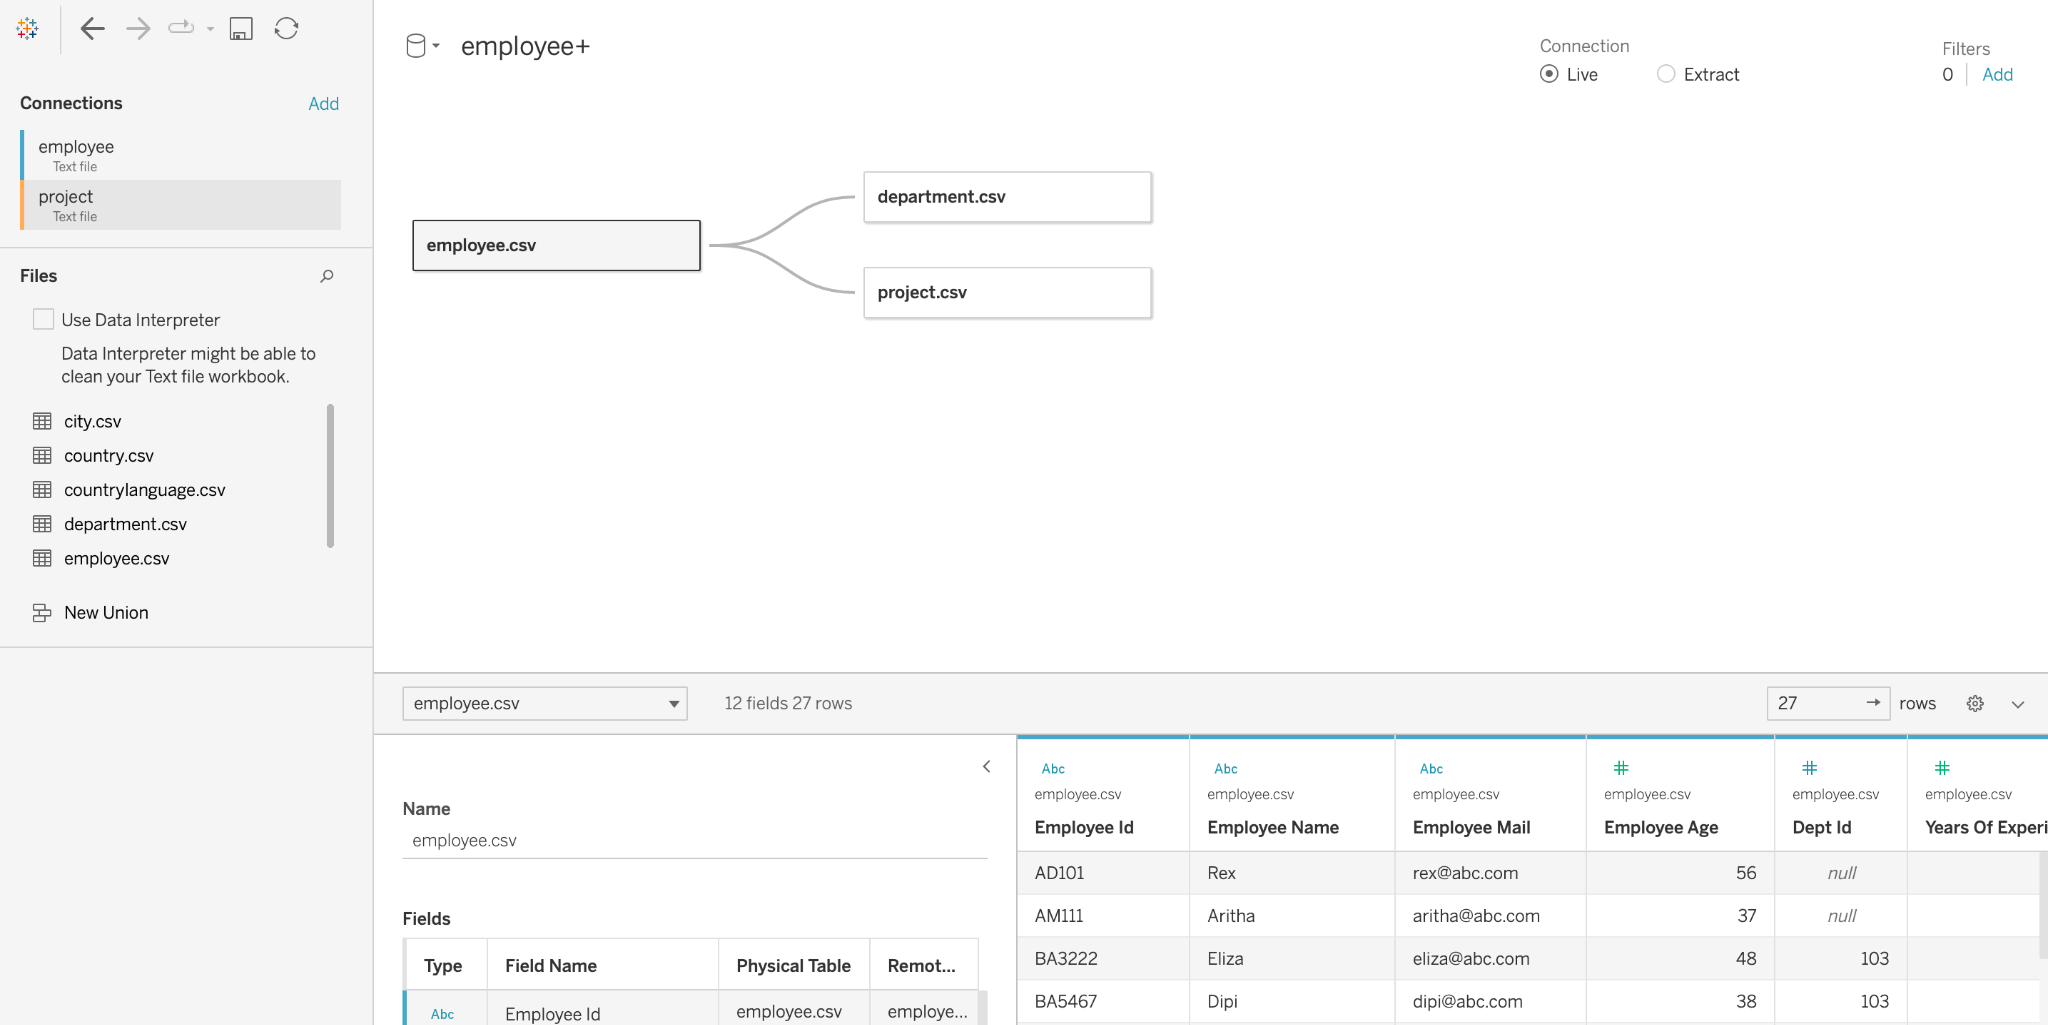 employee+
Connection
Live
Extract
Filters
0
Add
Connections
Add
employee
Text file
project
Text file
Files
Use Data Interpreter
Data Interpreter might be able to
clean your Text file workbook.
city.csv
country.csv
countrylanguage.csv
department.csv
employee.csv
New Union
employee.csv
department.csv
project.csv
employee.csv
12 fields 27 rows
27
rows
Name
employee.csv
Fields
Type Field Name Physical Table Remot...
Abc Employee Id employee.csv employe...
Abc Abc Abc
employee.csv employee.csv employee.csv employee.csv employee.csv employee.csv
Employee Id Employee Name Employee Mail Employee Age Dept Id Years Of Experi
AD101 Rex rex@abc.com 56 null
AM111 Aritha aritha@abc.com 37 null
BA3222 Eliza eliza@abc.com 48 103
BA5467 Dipi dipi@abc.com 38 103